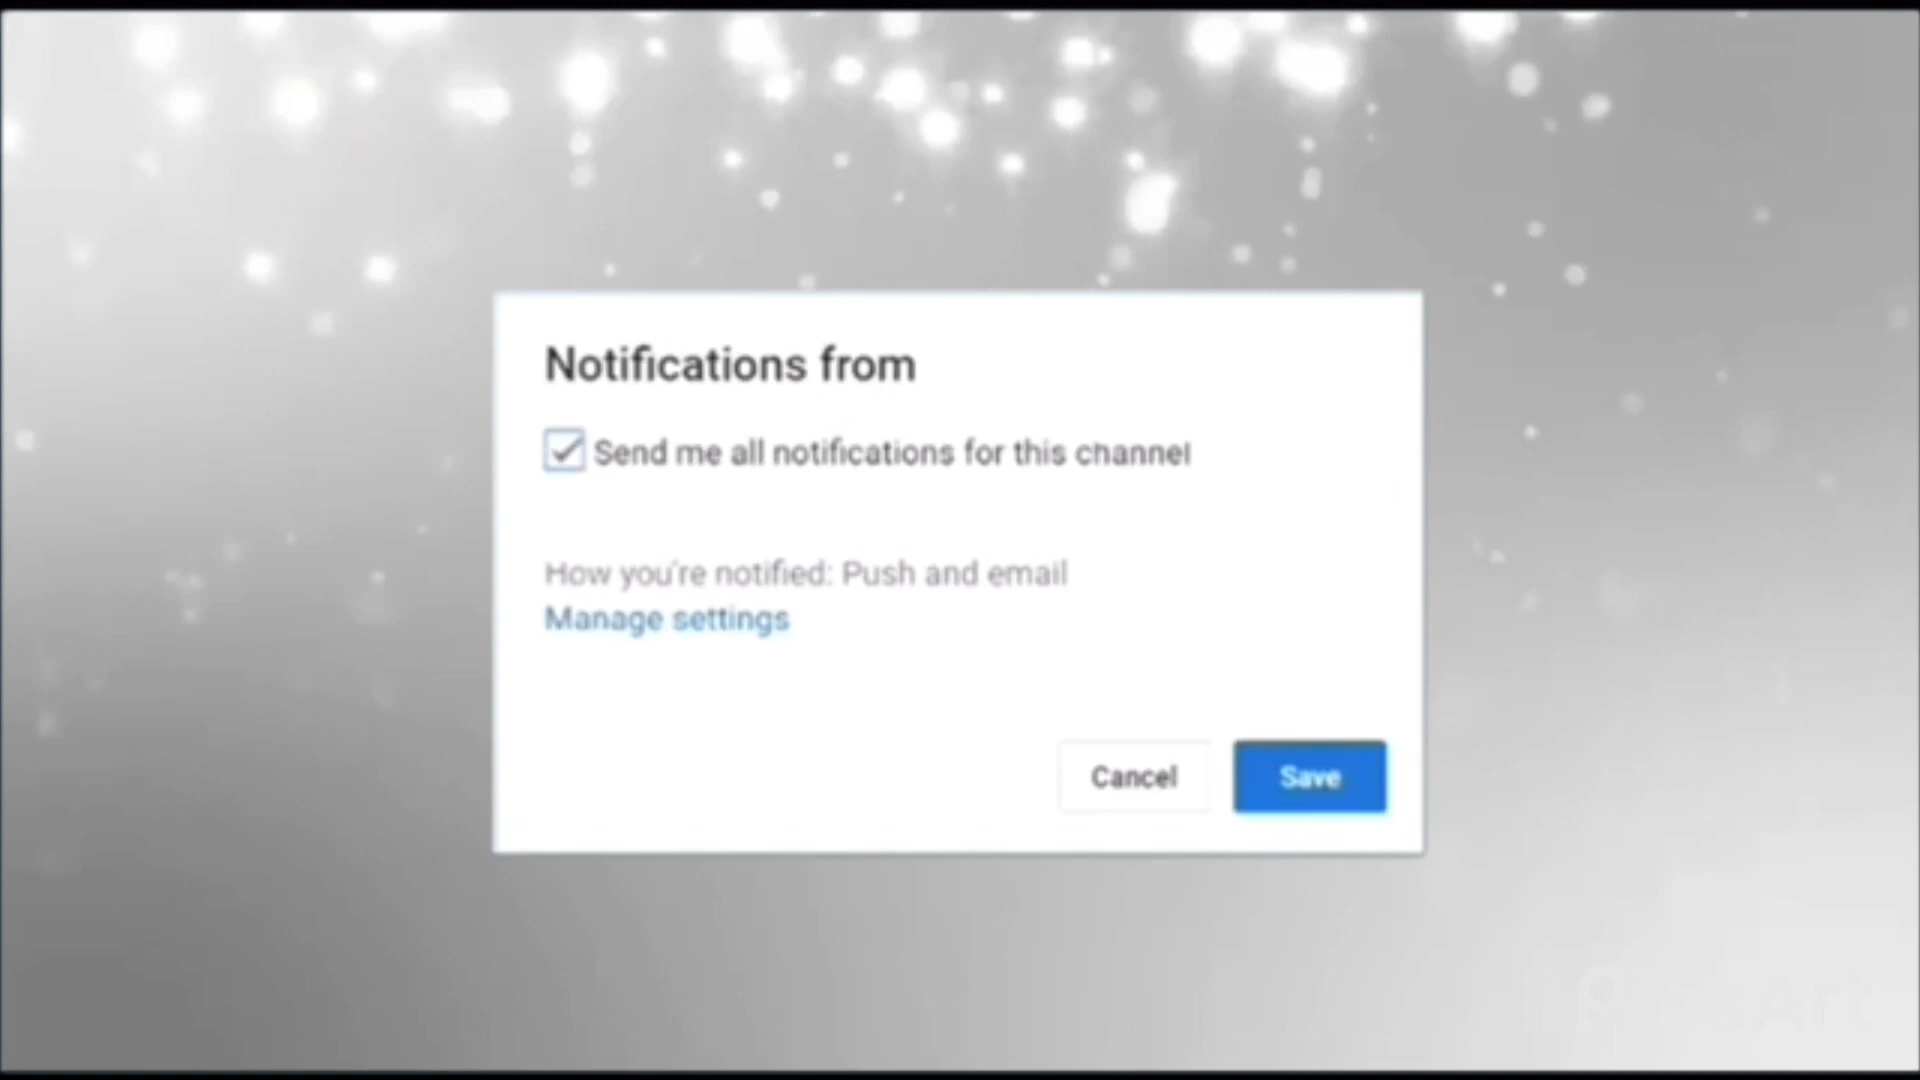 Notifications from
Send me all notifications for this channel
How you're notified: Push and email
Manage settings
Cancel
Save
PicsArt